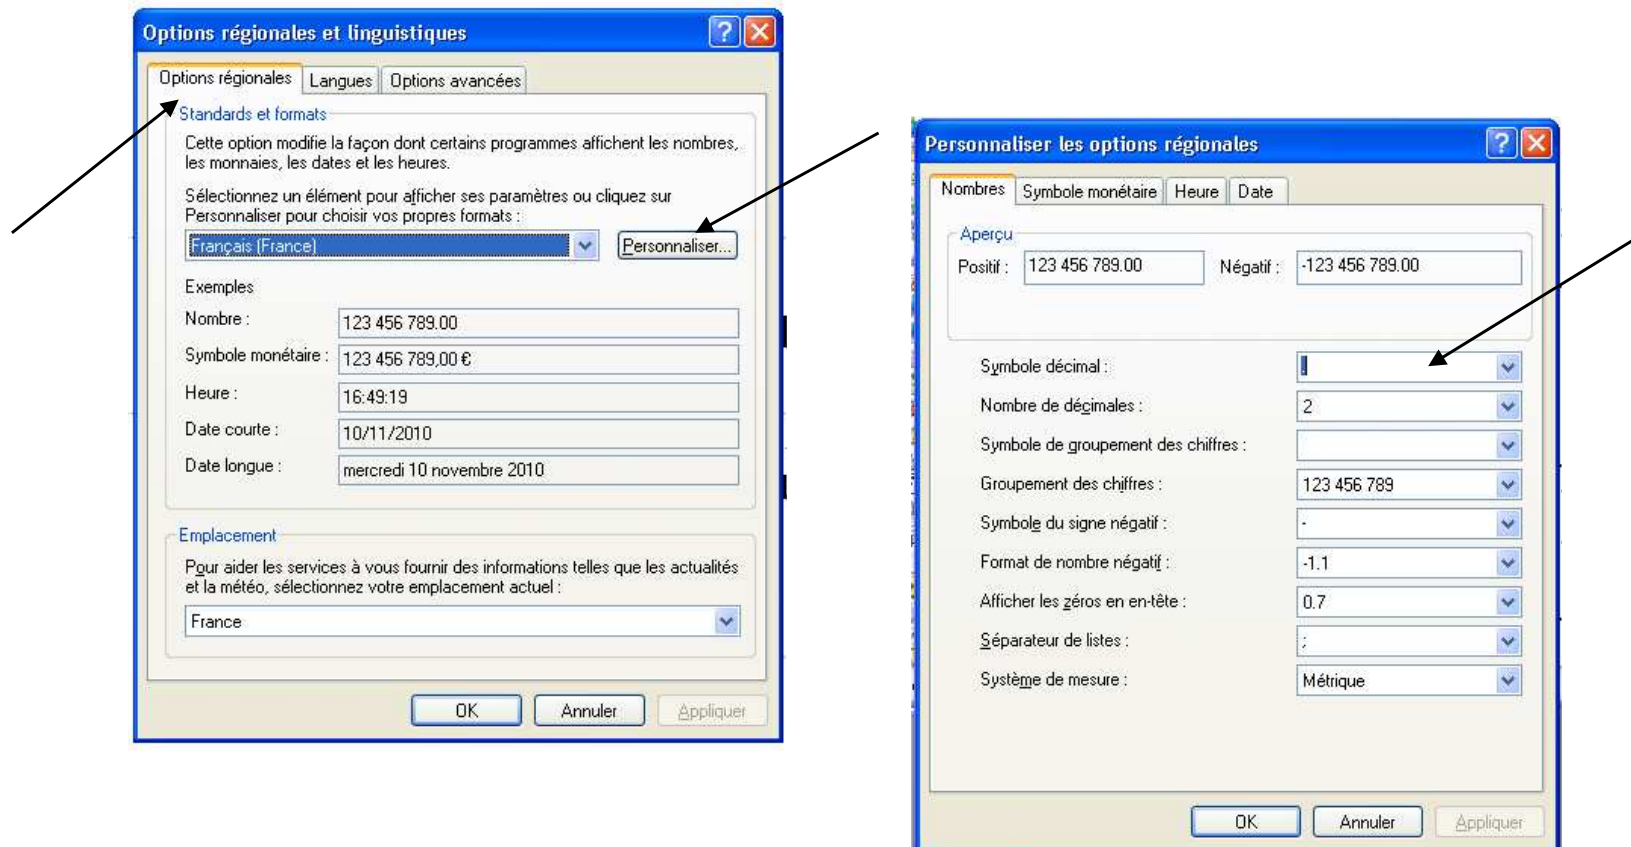 Options régionales et linguistiques
Options régionales Langues Options avancées
Standards et formats
Cette option modifie la façon dont certains programmes affichent les nombres,
les monnaies, les dates et les heures.
Sélectionnez un élément pour afficher ses paramètres ou cliquez sur
Personnaliser pour choisir vos propres formats :
Français (France) Personnaliser...
Exemples
Nombre : 123 456 789.00
Symbole monétaire : 123 456 789,00 €
Heure : 16:49:19
Date courte : 10/11/2010
Date longue : mercredi 10 novembre 2010
Emplacement
Pour aider les services à vous fournir des informations telles que les actualités
et la météo, sélectionnez votre emplacement actuel :
France
OK Annuler Appliquer
Personnaliser les options régionales
Nombres Symbole monétaire Heure Date
Aperçu
Positif : 123 456 789.00 Négatif : -123 456 789.00
Symbole décimal : .
Nombre de décimales : 2
Symbole de groupement des chiffres :
Groupement des chiffres : 123 456 789
Symbole du signe négatif : -
Format de nombre négatif : -1.1
Afficher les zéros en en-tête : 0.7
Séparateur de listes : ;
Système de mesure : Métrique
OK Annuler Appliquer